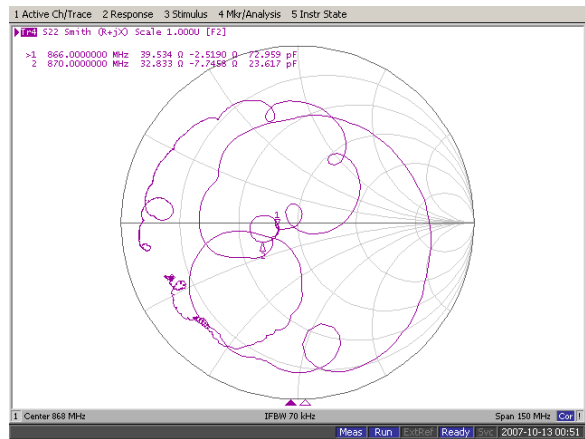 1 Active Ch/Trace 2 Response 3 Stimulus 4 Mkr/Analysis 5 Instr State
Tr4 S22 Smith (R+jX) Scale 1.000U [F2]
>1 866.0000000 MHz 39.534 Ω -2.5190 Ω 72.959 pF
2 870.0000000 MHz 32.833 Ω -7.7458 Ω 23.617 pF
1
2
1 Center 868 MHz IFBW 70 kHz Span 150 MHz Cor !
Meas Run ExtRef Ready Svc 2007-10-13 00:51